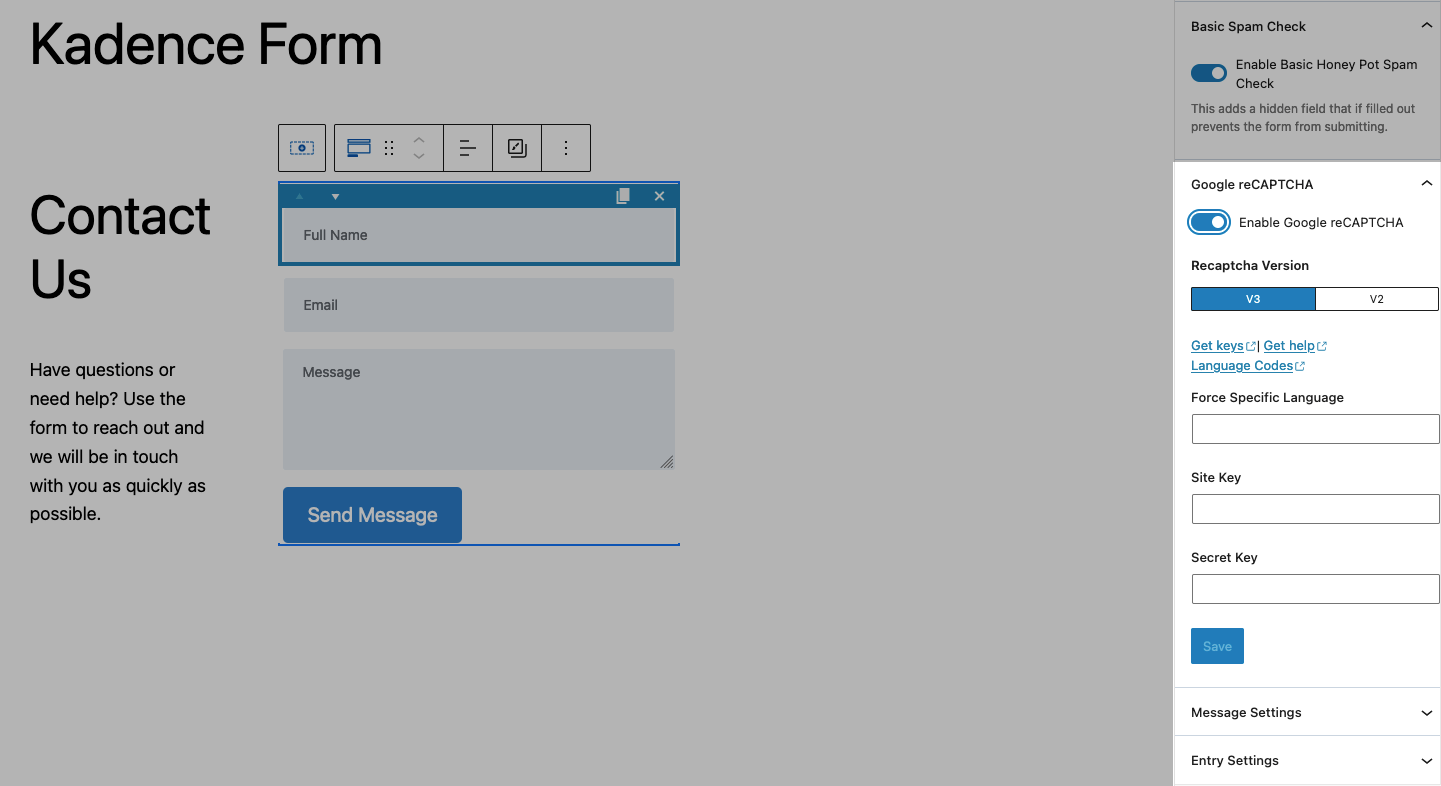 Kadence Form
Contact
Us
Have questions or
need help? Use the
form to reach out and
we will be in touch
with you as quickly as
possible.
Full Name
Email
Message
Send Message
Basic Spam Check
Enable Basic Honey Pot Spam
Check
This adds a hidden field that if filled out
prevents the form from submitting.
Google reCAPTCHA
Enable Google reCAPTCHA
Recaptcha Version
V3 V2
Get keys | Get help
Language Codes
Force Specific Language
Site Key
Secret Key
Save
Message Settings
Entry Settings